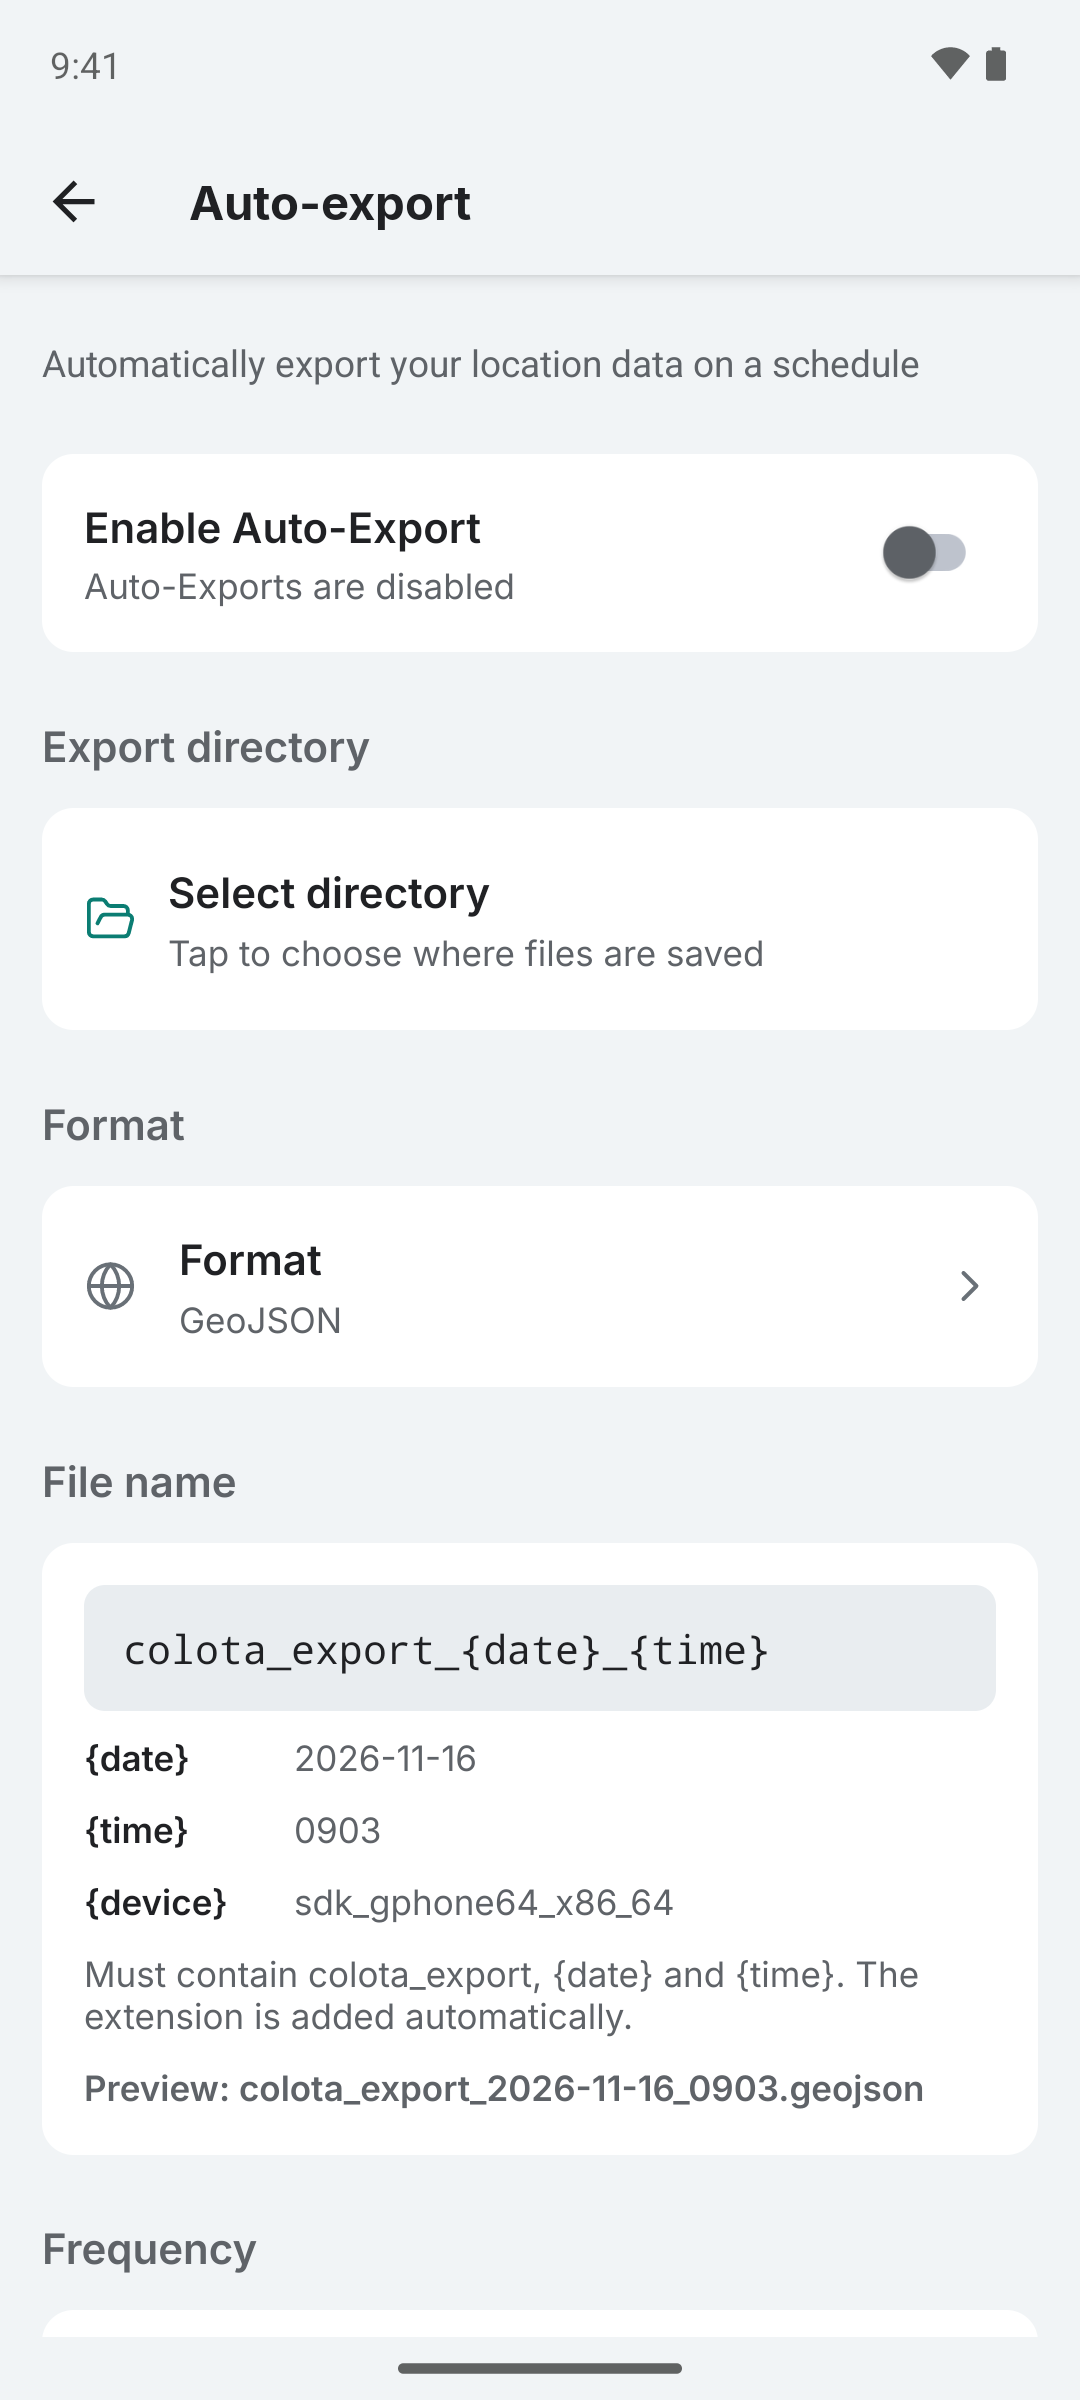 9:41
Auto-export
Automatically export your location data on a schedule
Enable Auto-Export
Auto-Exports are disabled
Export directory
Select directory
Tap to choose where files are saved
Format
Format
GeoJSON
File name
colota_export_{date}_{time}
{date} 2026-11-16
{time} 0903
{device} sdk_gphone64_x86_64
Must contain colota_export, {date} and {time}. The
extension is added automatically.
Preview: colota_export_2026-11-16_0903.geojson
Frequency